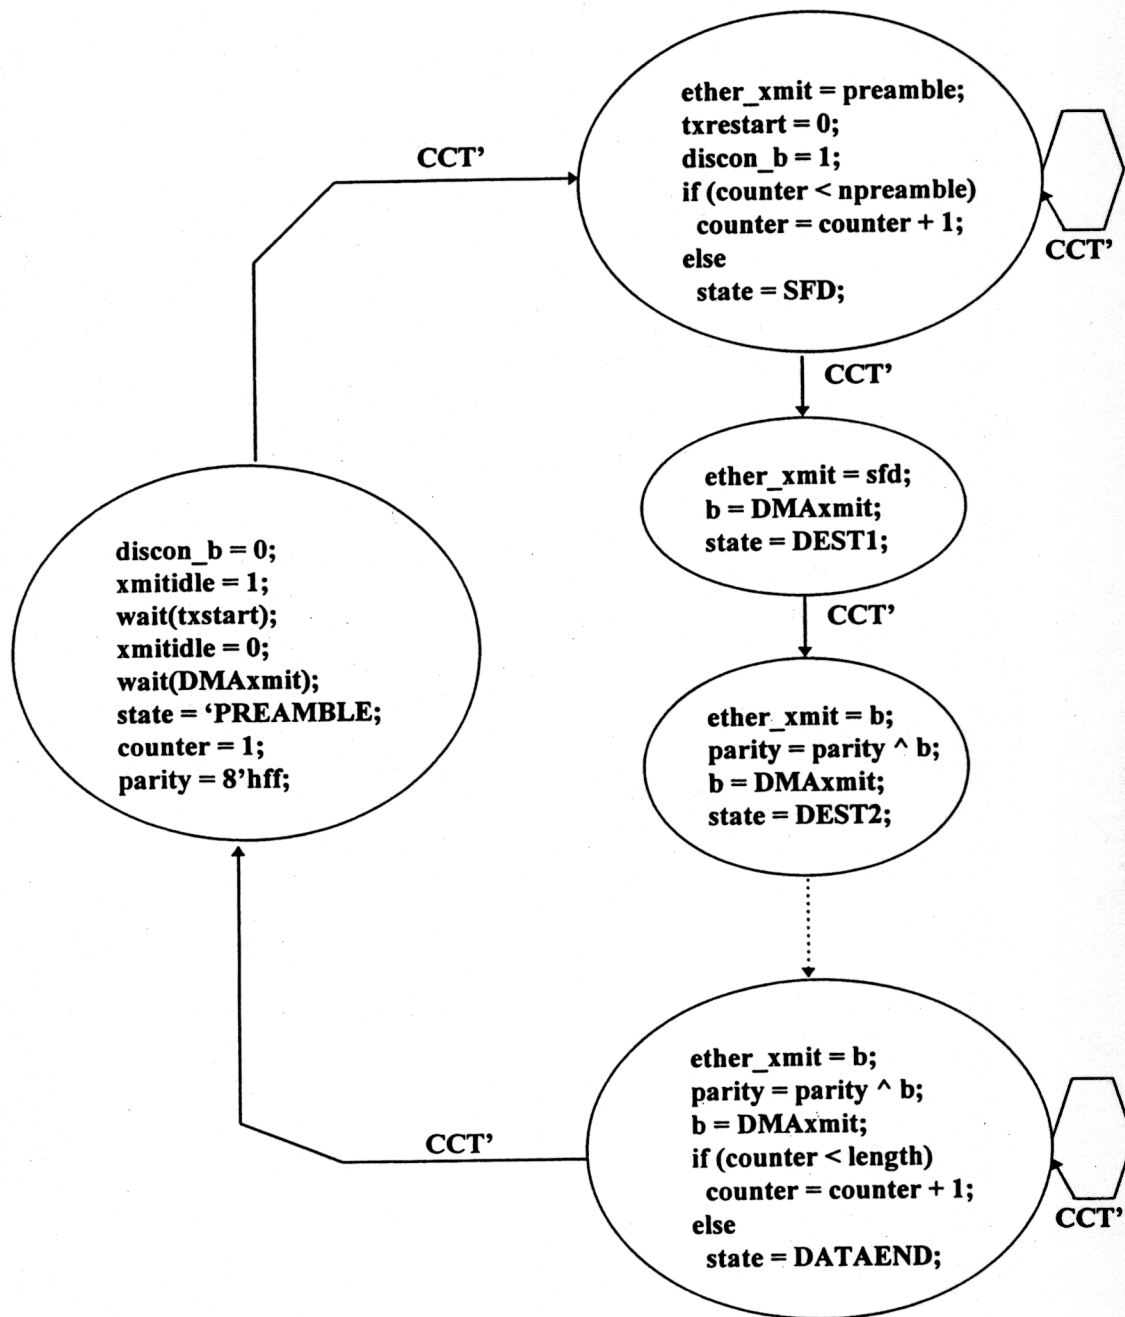 ether_xmit = preamble;
txrestart = 0;
discon_b = 1;
if (counter < npreamble)
counter = counter + 1;
else
state = SFD;
CCT’
CCT’
CCT’
ether_xmit = sfd;
b = DMAxmit;
state = DEST1;
CCT’
discon_b = 0;
xmitidle = 1;
wait(txstart);
xmitidle = 0;
wait(DMAxmit);
state = ‘PREAMBLE;
counter = 1;
parity = 8’hff;
ether_xmit = b;
parity = parity ^ b;
b = DMAxmit;
state = DEST2;
ether_xmit = b;
parity = parity ^ b;
b = DMAxmit;
if (counter < length)
counter = counter + 1;
else
state = DATAEND;
CCT’
CCT’